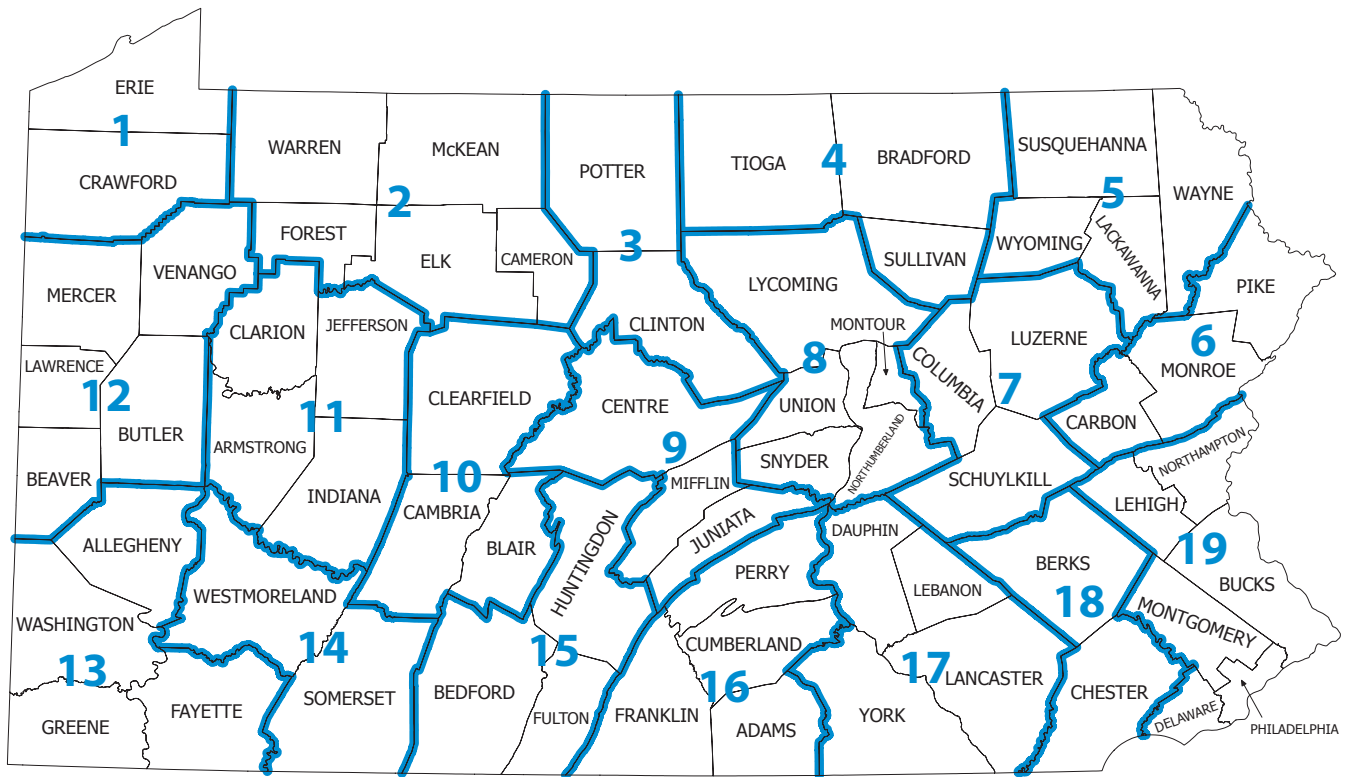 ERIE
1
CRAWFORD
WARREN
McKEAN
2
FOREST
ELK
CAMERON
POTTER
3
CLINTON
TIOGA
4
BRADFORD
SUSQUEHANNA
5
WAYNE
WYOMING
LACKAWANNA
SULLIVAN
LYCOMING
MONTOUR
8
UNION
SNYDER
NORTHUMBERLAND
COLUMBIA
7
LUZERNE
SCHUYLKILL
PIKE
6
MONROE
CARBON
MERCER
VENANGO
LAWRENCE
12
BUTLER
BEAVER
CLARION
JEFFERSON
11
ARMSTRONG
INDIANA
CLEARFIELD
10
CAMBRIA
BLAIR
CENTRE
9
MIFFLIN
JUNIATA
HUNTINGDON
15
BEDFORD
FULTON
ALLEGHENY
WASHINGTON
13
GREENE
FAYETTE
WESTMORELAND
14
SOMERSET
PERRY
CUMBERLAND
16
FRANKLIN
ADAMS
DAUPHIN
LEBANON
17
LANCASTER
YORK
BERKS
18
CHESTER
NORTHAMPTON
LEHIGH
19
BUCKS
MONTGOMERY
DELAWARE
PHILADELPHIA